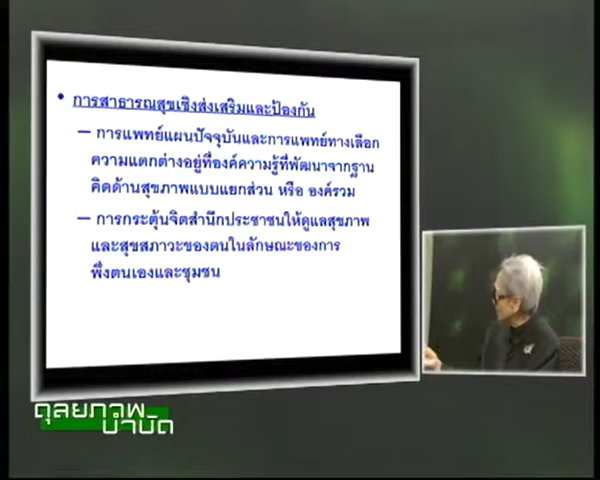 • การสาธารณสุขเชิงส่งเสริมและป้องกัน
– การแพทย์แผนปัจจุบันและการแพทย์ทางเลือก
ความแตกต่างอยู่ที่องค์ความรู้ที่พัฒนาจากฐาน
คิดด้านสุขภาพแบบแยกส่วน หรือ องค์รวม
– การกระตุ้นจิตสำนึกประชาชนให้ดูแลสุขภาพ
และสุขสภาวะของตนในลักษณะของการ
พึ่งตนเองและชุมชน
ดุลยภาพ
บำบัด